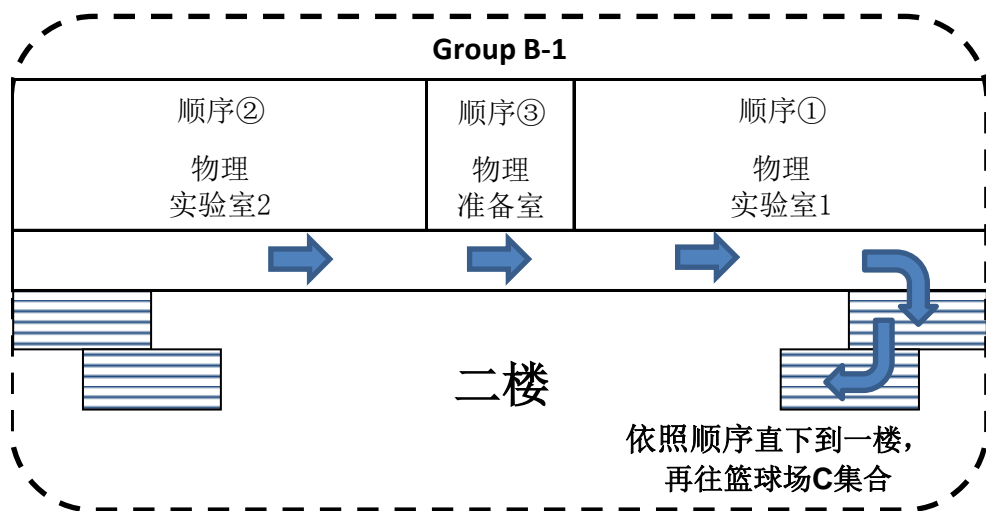 Group B-1
顺序②
物理
实验室2
顺序③
物理
准备室
顺序①
物理
实验室1
二楼
依照顺序直下到一楼，
再往篮球场C集合